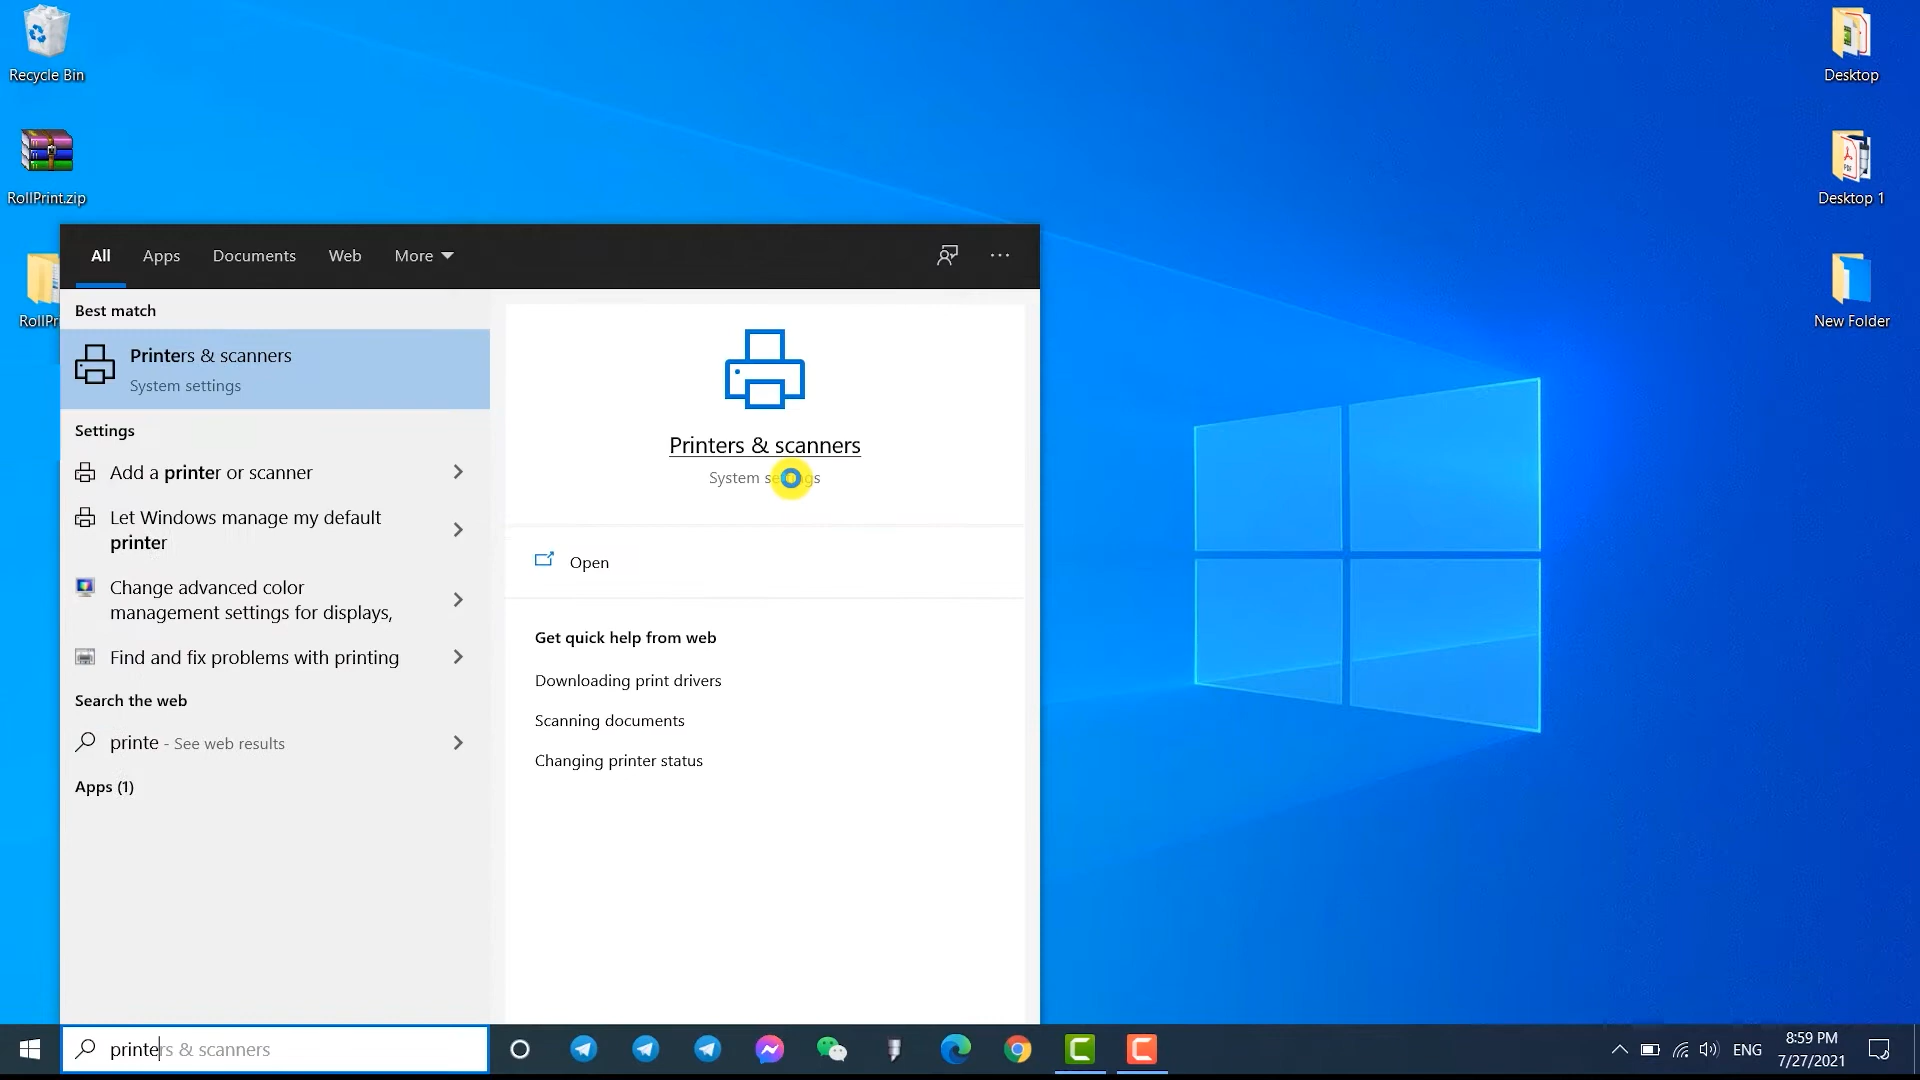 Recycle Bin
RollPrint.zip
RollPr
Desktop
Desktop 1
New Folder
All Apps Documents Web More
Best match
Printers & scanners
System settings
Settings
Add a printer or scanner
Let Windows manage my default
printer
Change advanced color
management settings for displays,
Find and fix problems with printing
Search the web
printe - See web results
Apps (1)
Printers & scanners
System settings
Open
Get quick help from web
Downloading print drivers
Scanning documents
Changing printer status
printers & scanners
ENG
8:59 PM
7/27/2021